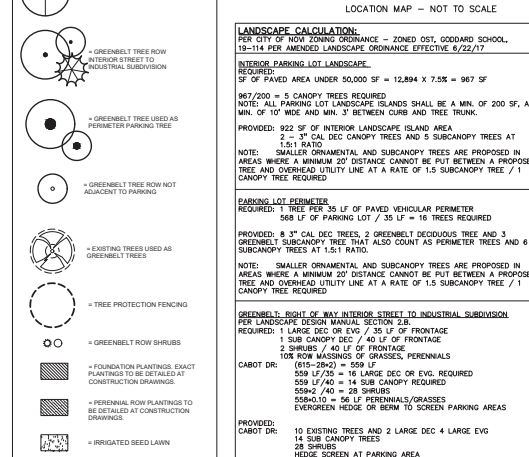 LOCATION MAP - NOT TO SCALE
= GREENBELT TREE ROW
INTERIOR STREET TO
INDUSTRIAL SUBDIVISION
= GREENBELT TREE USED AS
PERIMETER PARKING TREE
= GREENBELT TREE ROW NOT
ADJACENT TO PARKING
= EXISTING TREES USED AS
GREENBELT TREES
= TREE PROTECTION FENCING
= GREENBELT ROW SHRUBS
= FOUNDATION PLANTINGS. EXACT
PLANTINGS TO BE DETAILED AT
CONSTRUCTION DRAWINGS.
= PERENNIAL ROW PLANTINGS TO
BE DETAILED AT CONSTRUCTION
DRAWINGS.
= IRRIGATED SEED LAWN
LANDSCAPE CALCULATION:
PER CITY OF NOVI ZONING ORDINANCE - ZONED OST, GODDARD SCHOOL,
19-114 PER AMENDED LANDSCAPE ORDINANCE EFFECTIVE 6/22/17
INTERIOR PARKING LOT LANDSCAPE
REQUIRED:
SF OF PAVED AREA UNDER 50,000 SF = 12,894 X 7.5% = 967 SF
967/200 = 5 CANOPY TREES REQUIRED
NOTE: ALL PARKING LOT LANDSCAPE ISLANDS SHALL BE A MIN. OF 200 SF, A
MIN. OF 10' WIDE AND MIN. 3' BETWEEN CURB AND TREE TRUNK.
PROVIDED: 922 SF OF INTERIOR LANDSCAPE ISLAND AREA
2 - 3" CAL DEC CANOPY TREES AND 5 SUBCANOPY TREES AT
1.5:1 RATIO
NOTE: SMALLER ORNAMENTAL AND SUBCANOPY TREES ARE PROPOSED IN
AREAS WHERE A MINIMUM 20' DISTANCE CANNOT BE PUT BETWEEN A PROPOSE
TREE AND OVERHEAD UTILITY LINE AT A RATE OF 1.5 SUBCANOPY TREE / 1
CANOPY TREE REQUIRED
PARKING LOT PERIMETER
REQUIRED: 1 TREE PER 35 LF OF PAVED VEHICULAR PERIMETER
568 LF OF PARKING LOT / 35 LF = 16 TREES REQUIRED
PROVIDED: 8 3" CAL DEC TREES, 2 GREENBELT DECIDUOUS TREE AND 3
GREENBELT SUBCANOPY TREE THAT ALSO COUNT AS PERIMETER TREES AND 6
SUBCANOPY TREES AT 1.5:1 RATIO.
NOTE: SMALLER ORNAMENTAL AND SUBCANOPY TREES ARE PROPOSED IN
AREAS WHERE A MINIMUM 20' DISTANCE CANNOT BE PUT BETWEEN A PROPOSE
TREE AND OVERHEAD UTILITY LINE AT A RATE OF 1.5 SUBCANOPY TREE / 1
CANOPY TREE REQUIRED
GREENBELT: RIGHT OF WAY INTERIOR STREET TO INDUSTRIAL SUBDIVISION
PER LANDSCAPE DESIGN MANUAL SECTION 2.B.
REQUIRED: 1 LARGE DEC OR EVG / 35 LF OF FRONTAGE
1 SUB CANOPY DEC / 40 LF OF FRONTAGE
2 SHRUBS / 40 LF OF FRONTAGE
10% ROW MASSINGS OF GRASSES, PERENNIALS
CABOT DR: (615-28*2) = 559 LF
559 LF/35 = 16 LARGE DEC OR EVG. REQUIRED
559 LF/40 = 14 SUB CANOPY REQUIRED
559*2 /40 = 28 SHRUBS
558*0.10 = 56 LF PERENNIALS/GRASSES
EVERGREEN HEDGE OR BERM TO SCREEN PARKING AREAS
PROVIDED:
CABOT DR: 10 EXISTING TREES AND 2 LARGE DEC 4 LARGE EVG
14 SUB CANOPY TREES
28 SHRUBS
HEDGE SCREEN AT PARKING AREA